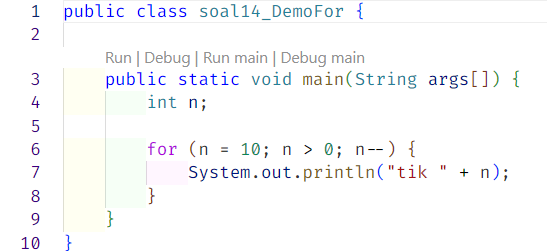 1 public class soal14_DemoFor {
2
Run | Debug | Run main | Debug main
3 public static void main(String args[]) {
4 int n;
5
6 for (n = 10; n > 0; n--) {
7 System.out.println("tik " + n);
8 }
9 }
10 }